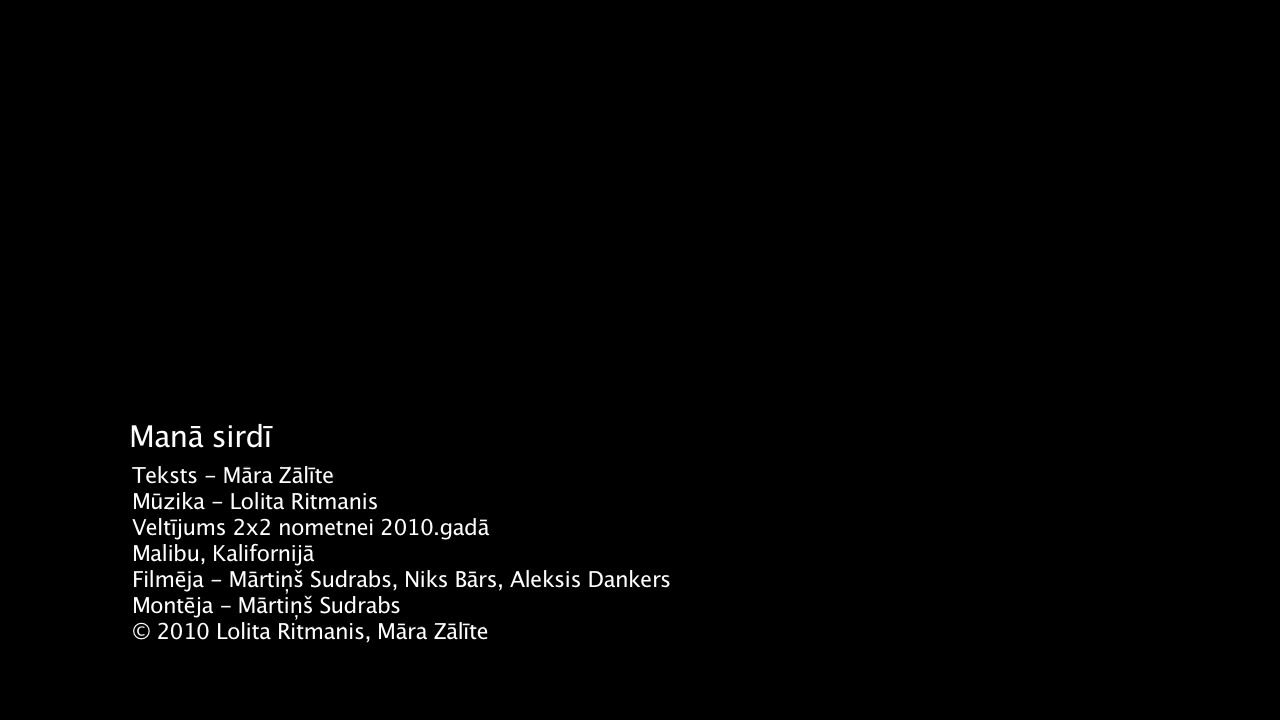 Manā sirdī
Teksts – Māra Zālīte
Mūzika – Lolita Ritmanis
Veltījums 2x2 nometnei 2010.gadā
Malibu, Kalifornijā
Filmēja – Mārtiņš Sudrabs, Niks Bārs, Aleksis Dankers
Montēja – Mārtiņš Sudrabs
© 2010 Lolita Ritmanis, Māra Zālīte